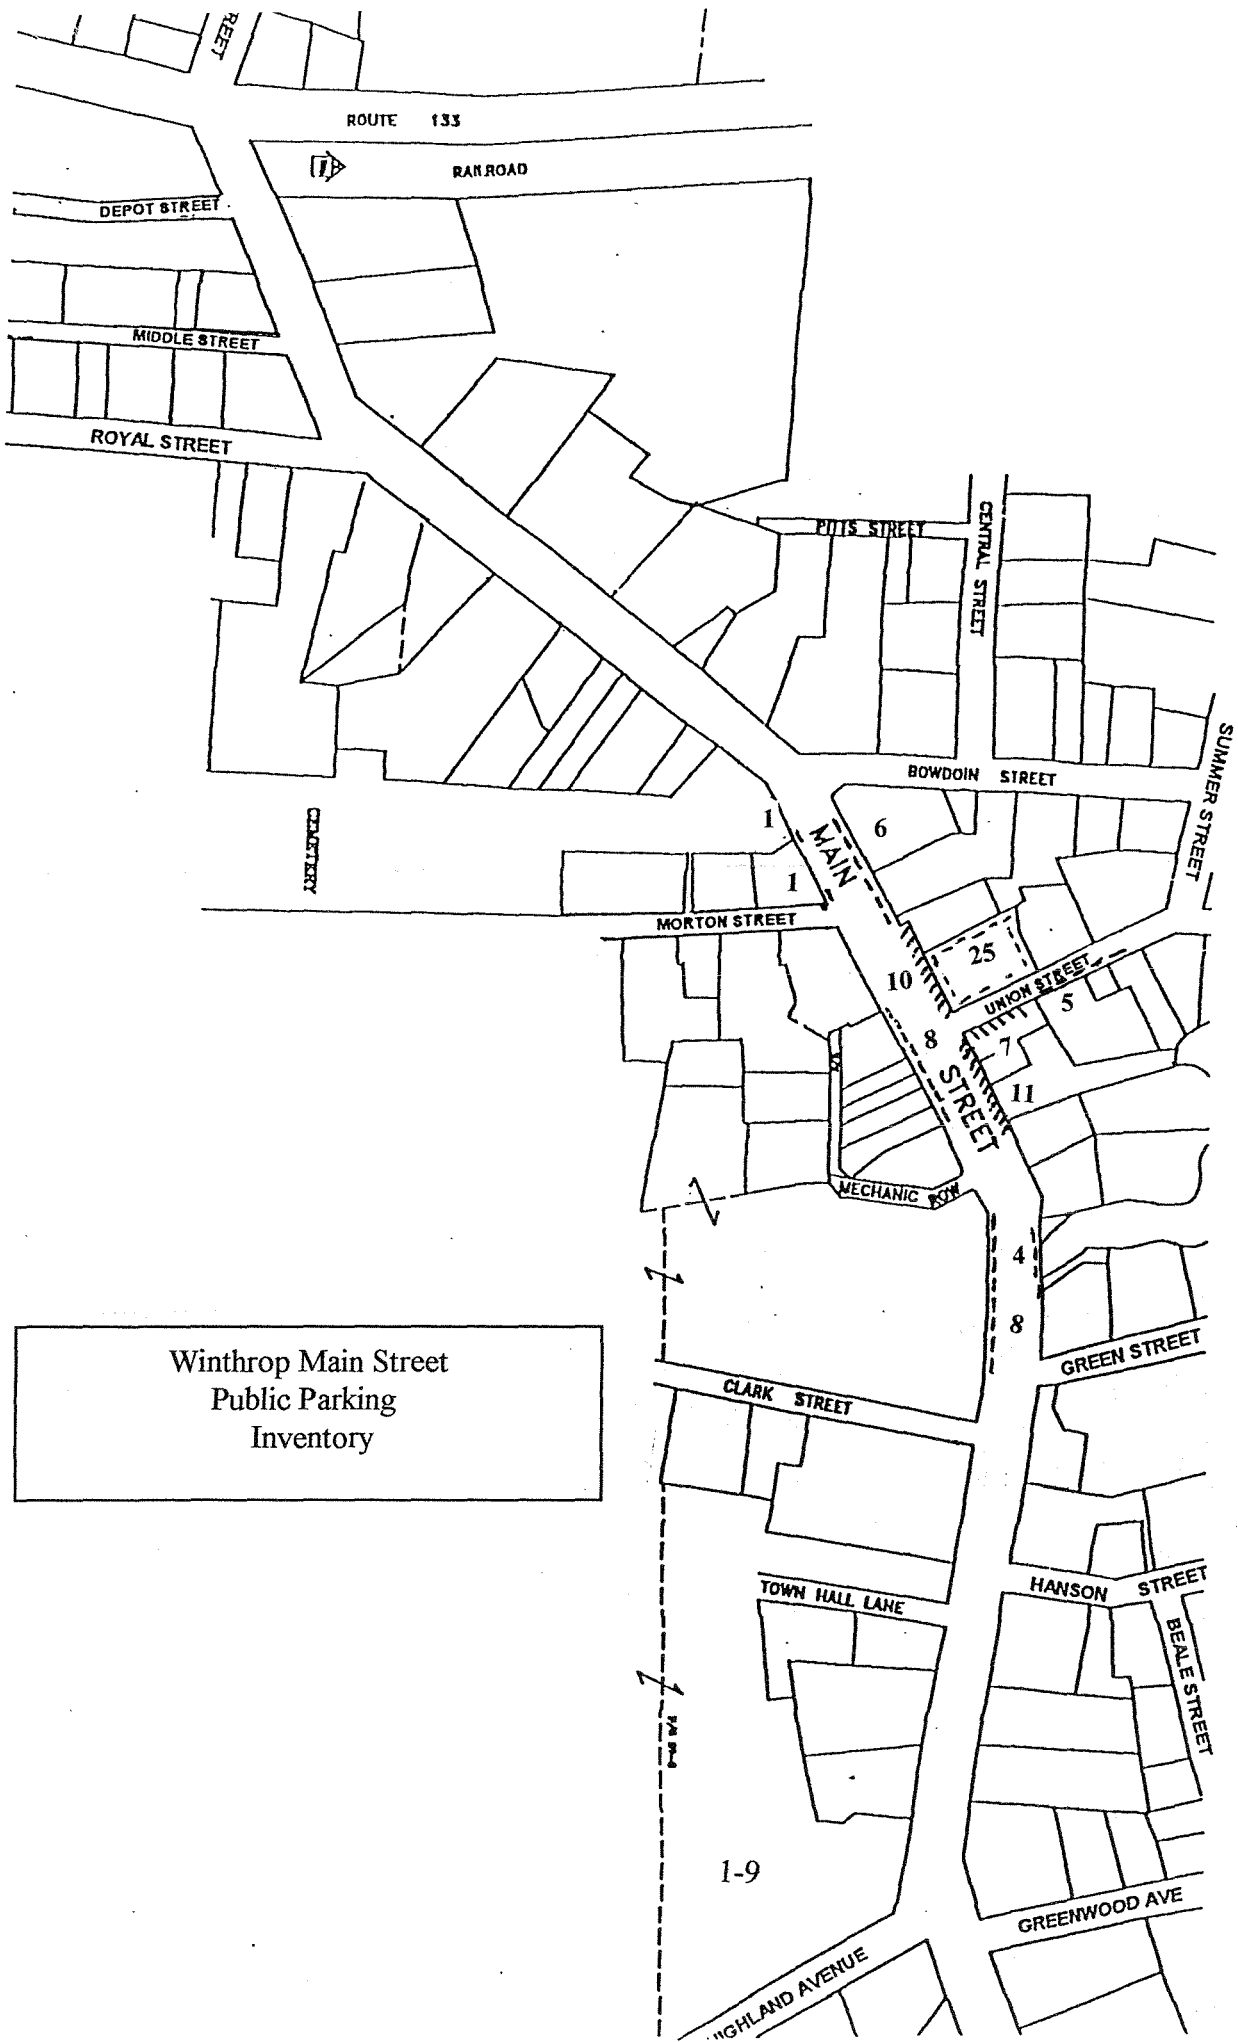 REET
ROUTE 133
RAILROAD
DEPOT STREET
MIDDLE STREET
ROYAL STREET
PITTS STREET
CENTRAL STREET
SUMMER STREET
BOWDOIN STREET
CEMETERY
1
6
MAIN
1
MORTON STREET
25
10
UNION STREET
5
8
7
STREET
11
MECHANIC ROW
4
8
GREEN STREET
Winthrop Main Street
Public Parking
Inventory
CLARK STREET
HANSON STREET
TOWN HALL LANE
BEALE STREET
1-9
GREENWOOD AVE
HIGHLAND AVENUE